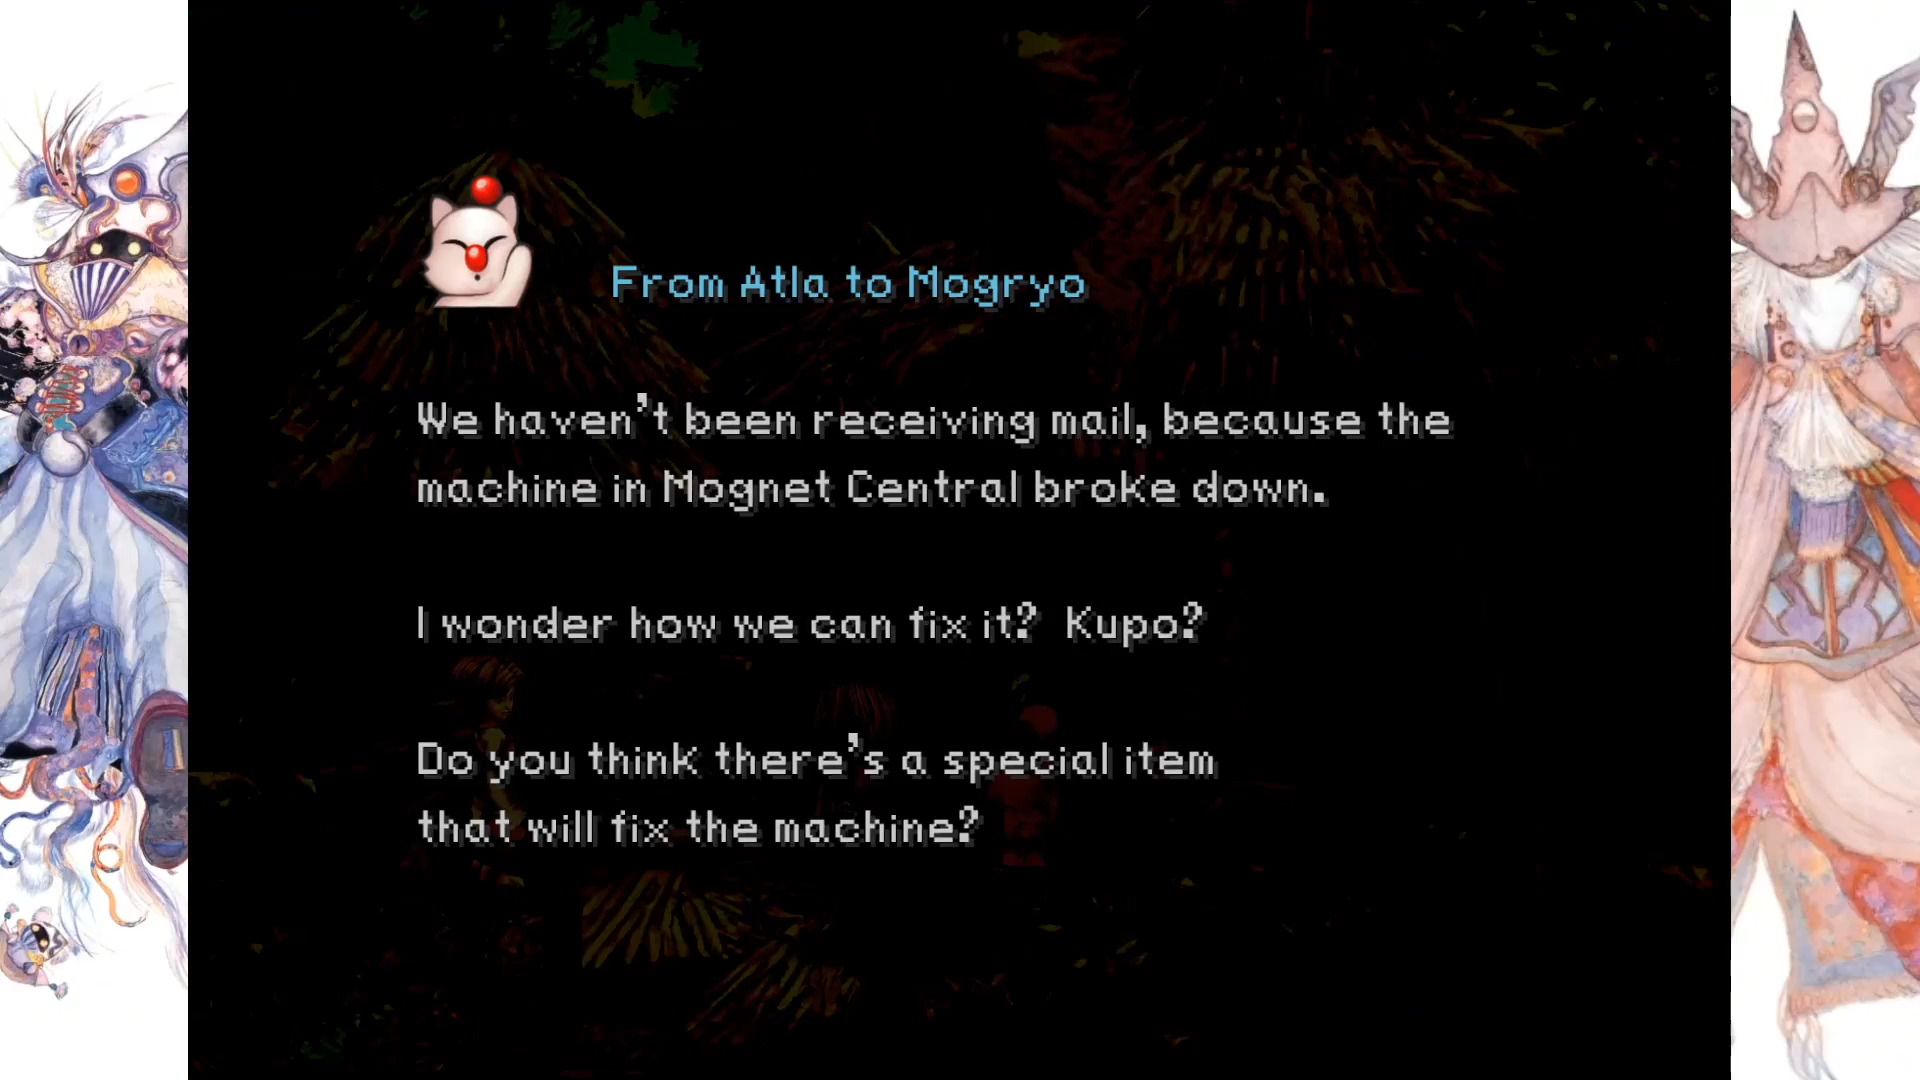 From Atla to Mogryo
We haven't been receiving mail, because the
machine in Mognet Central broke down.
I wonder how we can fix it?  Kupo?
Do you think there's a special item
that will fix the machine?